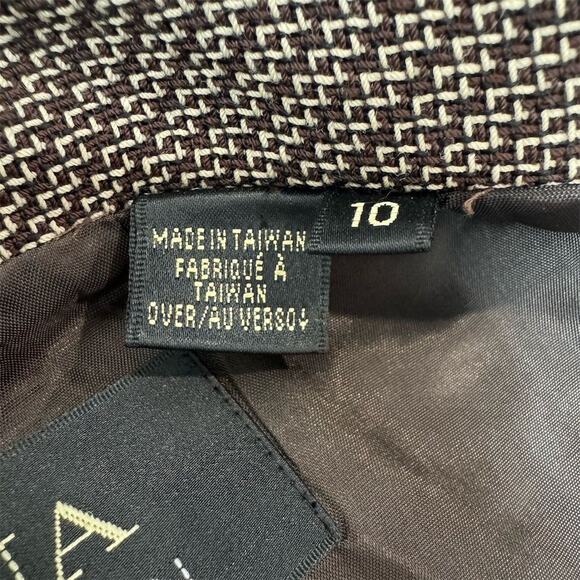 10
MADE IN TAIWAN
FABRIQUÉ À
TAIWAN
OVER/AU VERSO↓
A